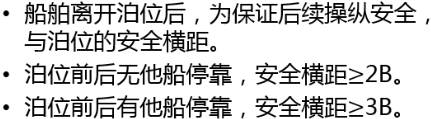 • 船舶离开泊位后，为保证后续操纵安全，
与泊位的安全横距。
• 泊位前后无他船停靠，安全横距≥2B。
• 泊位前后有他船停靠，安全横距≥3B。